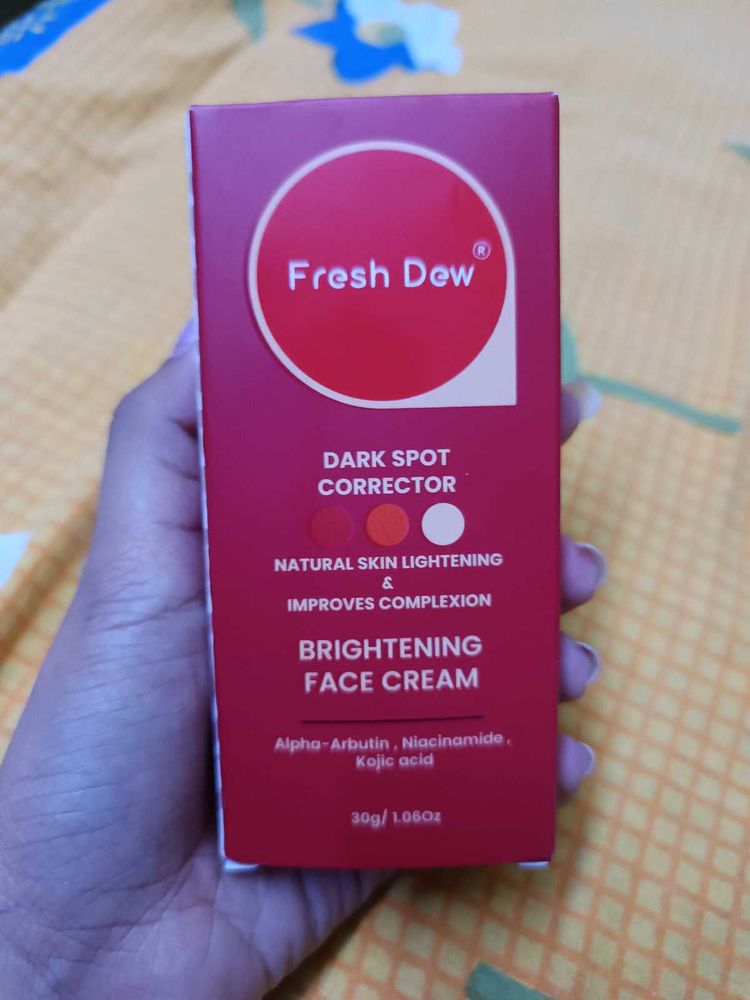 Fresh Dew®
DARK SPOT
CORRECTOR
NATURAL SKIN LIGHTENING
&
IMPROVES COMPLEXION
BRIGHTENING
FACE CREAM
Alpha-Arbutin , Niacinamide ,
Kojic acid
30g/ 1.06Oz